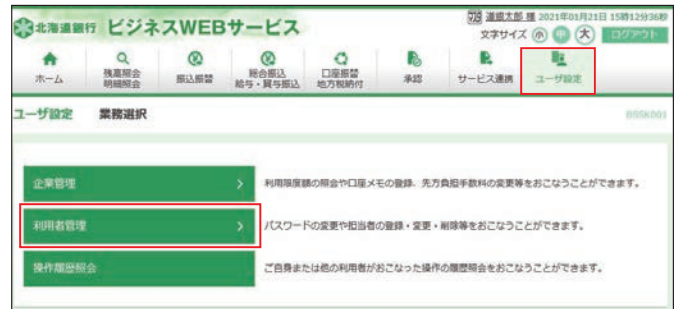 北海道銀行 ビジネスWEBサービス
道銀太郎 様 2021年01月21日 15時12分36秒
文字サイズ 小 中 大 ログアウト
ホーム
残高照会
明細照会
振込振替
総合振込
給与・賞与振込
口座振替
地方税納付
承認
サービス連携
ユーザ設定
ユーザ設定 業務選択 BSSK001
企業管理 利用限度額の照会や口座メモの登録、先方負担手数料の変更等をおこなうことができます。
利用者管理 パスワードの変更や担当者の登録・変更・削除等をおこなうことができます。
操作履歴照会 ご自身または他の利用者がおこなった操作の履歴照会をおこなうことができます。